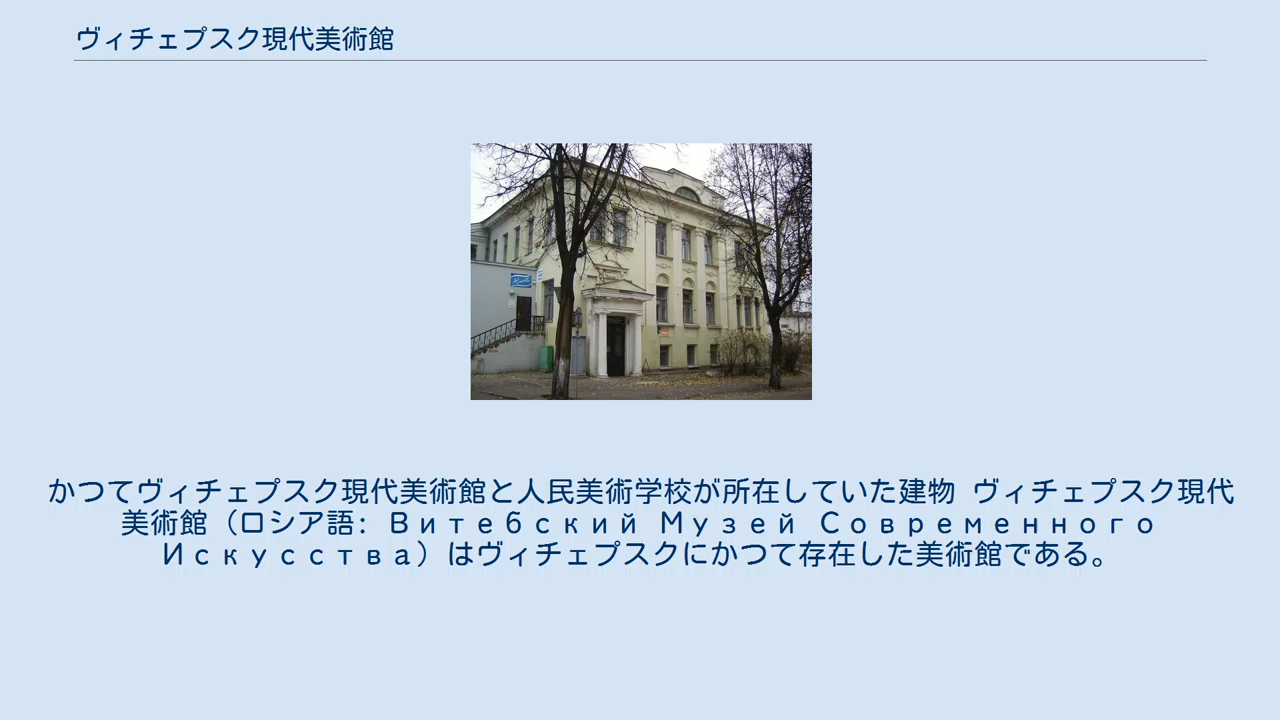 ヴィチェプスク現代美術館
かつてヴィチェプスク現代美術館と人民美術学校が所在していた建物 ヴィチェプスク現代
美術館（ロシア語: Витебский Музей Современного
Искусства）はヴィチェプスクにかつて存在した美術館である。